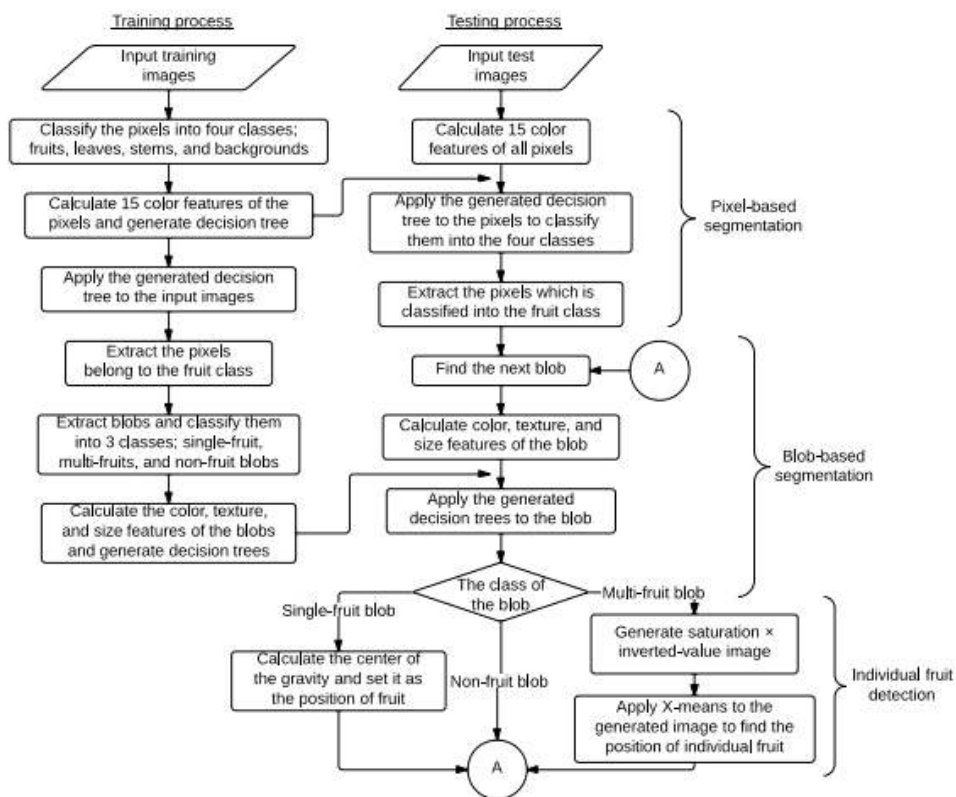 Training process
Input training
images
Classify the pixels into four classes;
fruits, leaves, stems, and backgrounds
Calculate 15 color features of the
pixels and generate decision tree
Apply the generated decision
tree to the input images
Extract the pixels
belong to the fruit class
Extract blobs and classify them
into 3 classes; single-fruit,
multi-fruits, and non-fruit blobs
Calculate the color, texture,
and size features of the blobs
and generate decision trees
Testing process
Input test
images
Calculate 15 color
features of all pixels
Apply the generated decision
tree to the pixels to classify
them into the four classes
Extract the pixels which is
classified into the fruit class
Find the next blob
A
Calculate color, texture, and
size features of the blob
Apply the generated
decision trees to the blob
The class of
the blob
Single-fruit blob
Calculate the center of
the gravity and set it as
the position of fruit
Non-fruit blob
Multi-fruit blob
Generate saturation ×
inverted-value image
Apply X-means to the
generated image to find the
position of individual fruit
A
Pixel-based
segmentation
Blob-based
segmentation
Individual fruit
detection